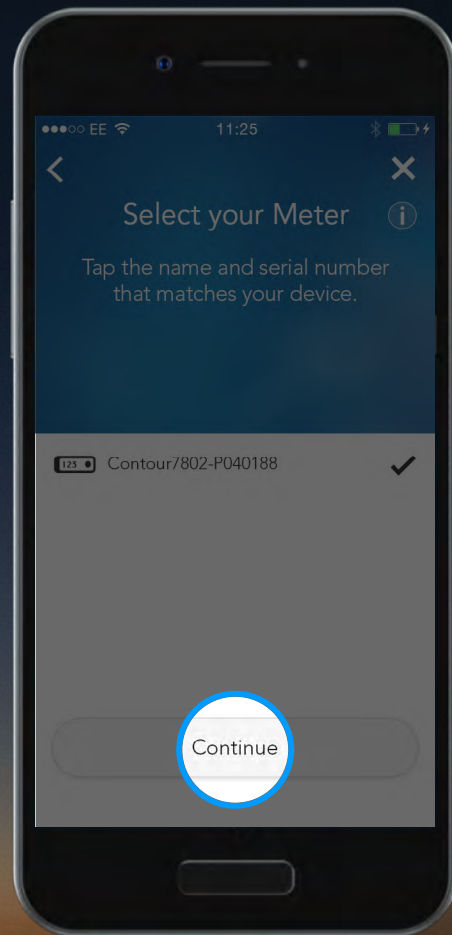 EE 11:25
Select your Meter i
Tap the name and serial number
that matches your device.
123 Contour7802-P040188
Continue